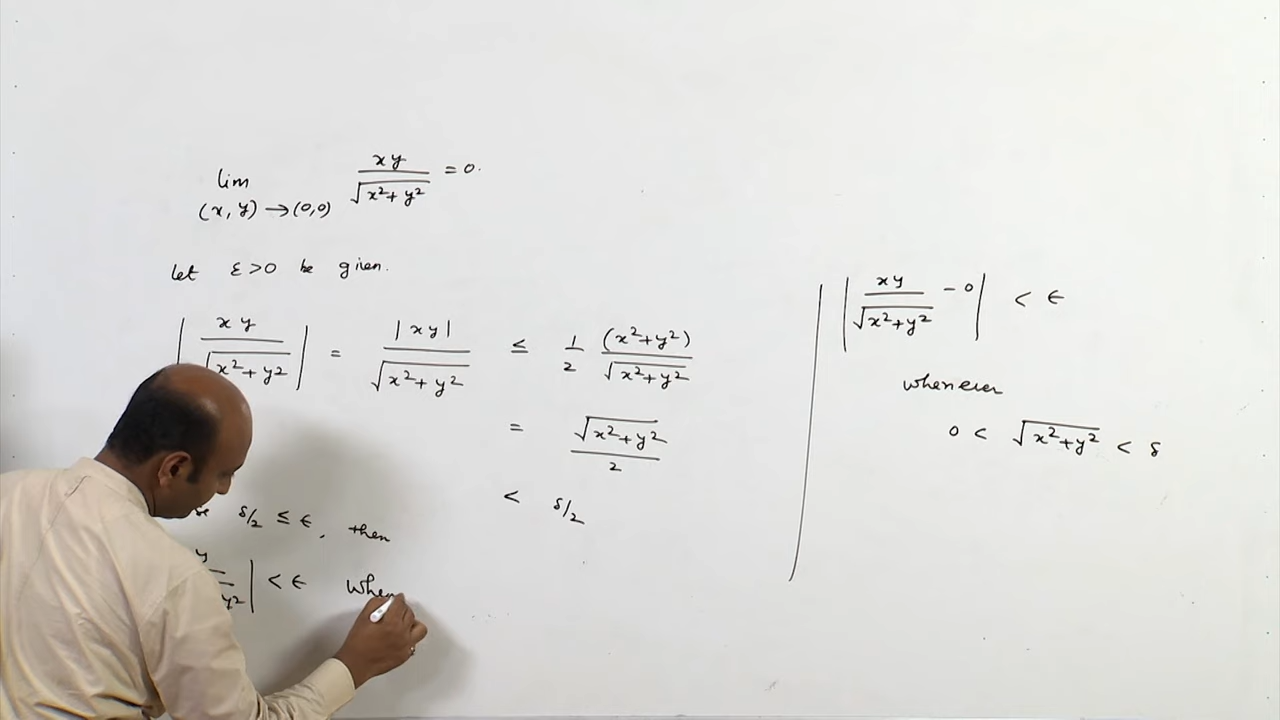 lim xy / √(x²+y²) = 0.
(x, y) → (0,0)
Let ε>0 be given.
| xy / √(x²+y²) | = |xy| / √(x²+y²) ≤ 1/2 (x²+y²) / √(x²+y²)
= √(x²+y²) / 2
< δ/2
δ/2 ≤ ϵ, then
y y² | < ϵ when
| xy / √(x²+y²) - 0 | < ϵ
whenever
0 < √(x²+y²) < δ